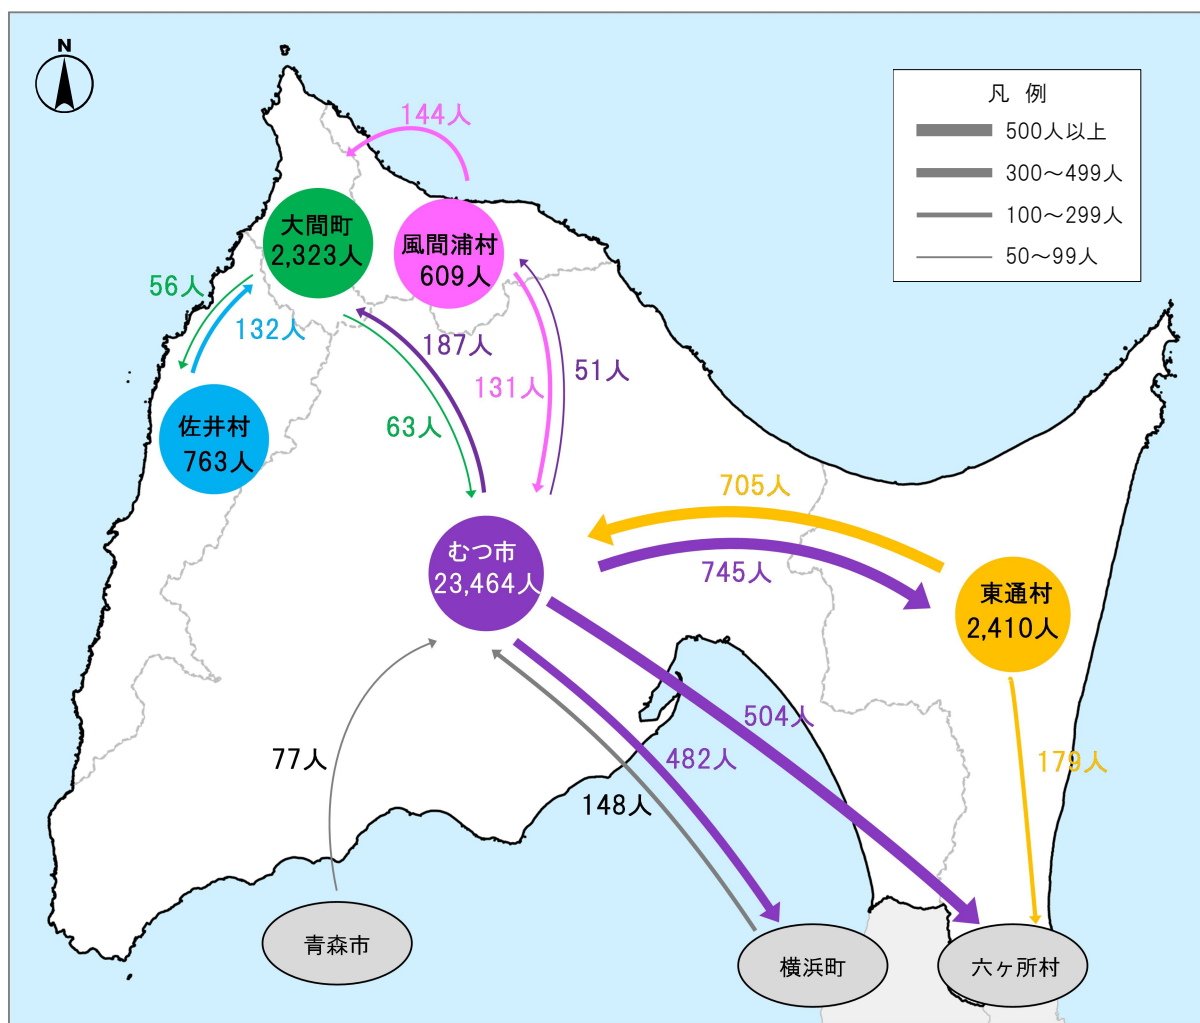 N
凡 例
500人以上
300～499人
100～299人
50～99人
144人
大間町
2,323人
風間浦村
609人
56人
132人
187人
131人
51人
63人
佐井村
763人
705人
745人
むつ市
23,464人
東通村
2,410人
504人
482人
77人
148人
179人
青森市
横浜町
六ヶ所村